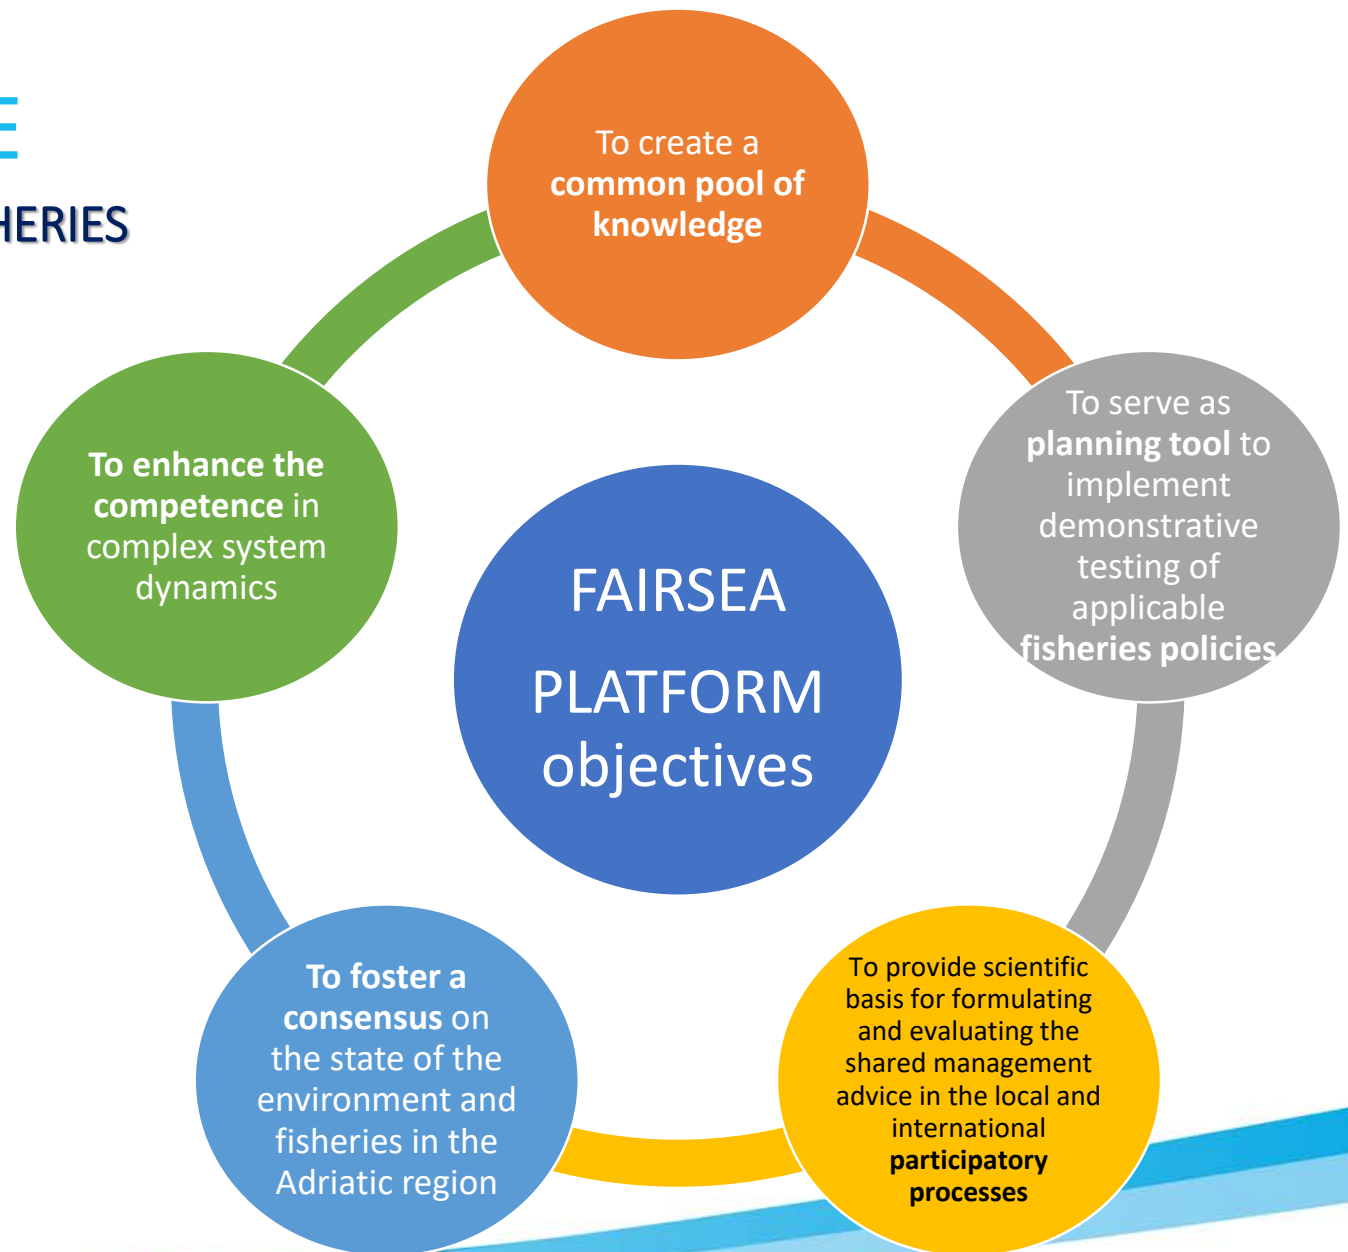 E
HERIES
To create a
common pool of
knowledge
To serve as
planning tool to
implement
demonstrative
testing of
applicable
fisheries policies
To enhance the
competence in
complex system
dynamics
FAIRSEA
PLATFORM
objectives
To foster a
consensus on
the state of the
environment and
fisheries in the
Adriatic region
To provide scientific
basis for formulating
and evaluating the
shared management
advice in the local and
international
participatory
processes